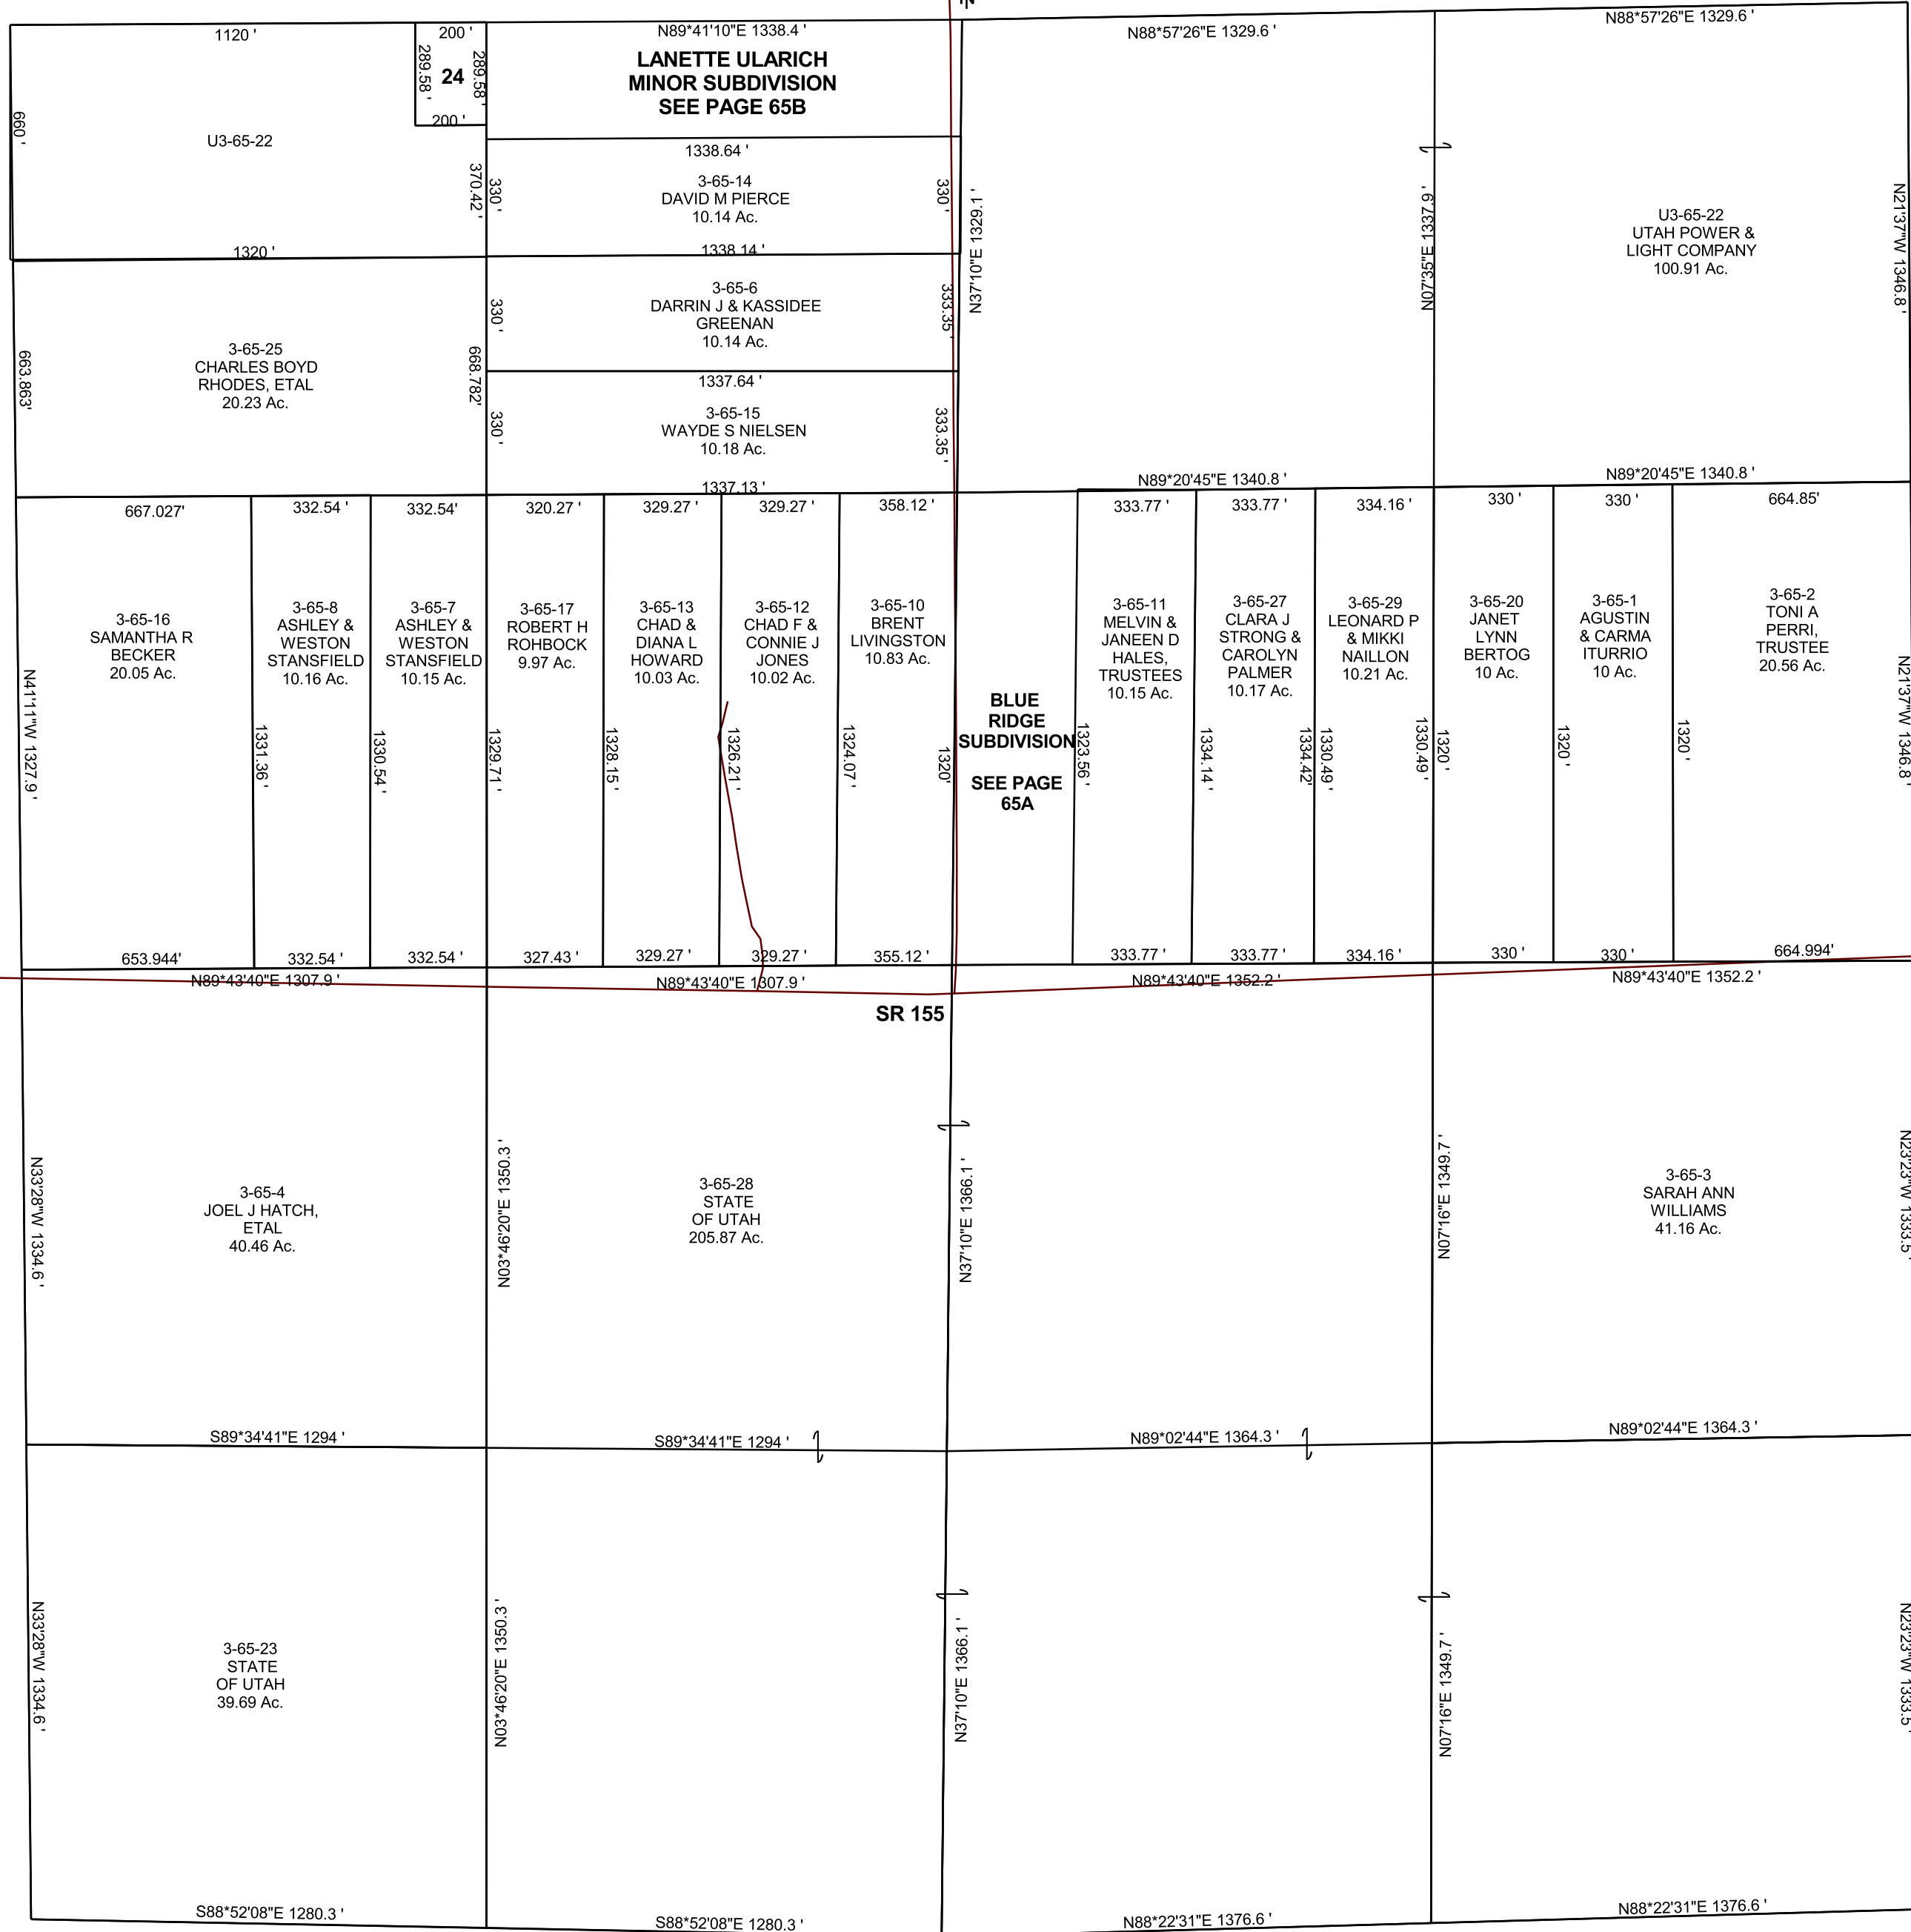 N
1120 '
200 '
N89*41'10"E 1338.4 '
N88*57'26"E 1329.6 '
N88*57'26"E 1329.6 '
289.58 '
24
289.58 '
200 '
LANETTE ULARICH
MINOR SUBDIVISION
SEE PAGE 65B
660 '
U3-65-22
370.42 '
1320 '
1338.64 '
330 '
3-65-14
DAVID M PIERCE
10.14 Ac.
330 '
1338.14 '
N37'10"E 1329.1 '
N07'35"E 1337.9 '
U3-65-22
UTAH POWER &
LIGHT COMPANY
100.91 Ac.
N21'37"W 1346.8 '
330 '
3-65-6
DARRIN J & KASSIDEE
GREENAN
10.14 Ac.
333.35 '
663.863'
3-65-25
CHARLES BOYD
RHODES, ETAL
20.23 Ac.
668.782'
1337.64 '
330 '
3-65-15
WAYDE S NIELSEN
10.18 Ac.
333.35 '
1337.13 '
N89*20'45"E 1340.8 '
N89*20'45"E 1340.8 '
667.027'
332.54 '
332.54'
320.27 '
329.27 '
329.27 '
358.12 '
333.77 '
333.77 '
334.16 '
330 '
330 '
664.85'
3-65-16
SAMANTHA R
BECKER
20.05 Ac.
3-65-8
ASHLEY &
WESTON
STANSFIELD
10.16 Ac.
3-65-7
ASHLEY &
WESTON
STANSFIELD
10.15 Ac.
3-65-17
ROBERT H
ROHBOCK
9.97 Ac.
3-65-13
CHAD &
DIANA L
HOWARD
10.03 Ac.
3-65-12
CHAD F &
CONNIE J
JONES
10.02 Ac.
3-65-10
BRENT
LIVINGSTON
10.83 Ac.
BLUE
RIDGE
SUBDIVISION
SEE PAGE
65A
3-65-11
MELVIN &
JANEEN D
HALES,
TRUSTEES
10.15 Ac.
3-65-27
CLARA J
STRONG &
CAROLYN
PALMER
10.17 Ac.
3-65-29
LEONARD P
& MIKKI
NAILLON
10.21 Ac.
3-65-20
JANET
LYNN
BERTOG
10 Ac.
3-65-1
AGUSTIN
& CARMA
ITURRIO
10 Ac.
3-65-2
TONI A
PERRI,
TRUSTEE
20.56 Ac.
N41'11"W 1327.9 '
1331.36 '
1330.54 '
1329.71 '
1328.15 '
1326.21 '
1324.07 '
1320'
1323.56 '
1334.14 '
1334.42'
1330.49 '
1330.49 '
1320 '
1320 '
1320 '
N21'37"W 1346.8 '
653.944'
332.54 '
332.54 '
327.43 '
329.27 '
329.27 '
355.12 '
333.77 '
333.77 '
334.16 '
330 '
330 '
664.994'
N89*43'40"E 1307.9 '
N89*43'40"E 1307.9 '
N89*43'40"E 1352.2 '
N89*43'40"E 1352.2 '
SR 155
N33'28"W 1334.6 '
3-65-4
JOEL J HATCH,
ETAL
40.46 Ac.
N03*46'20"E 1350.3 '
3-65-28
STATE
OF UTAH
205.87 Ac.
N37'10"E 1366.1 '
N07'16"E 1349.7 '
3-65-3
SARAH ANN
WILLIAMS
41.16 Ac.
N23'23"W 1333.5 '
S89*34'41"E 1294 '
S89*34'41"E 1294 '
N89*02'44"E 1364.3 '
N89*02'44"E 1364.3 '
N33'28"W 1334.6 '
3-65-23
STATE
OF UTAH
39.69 Ac.
N03*46'20"E 1350.3 '
N37'10"E 1366.1 '
N07'16"E 1349.7 '
N23'23"W 1333.5 '
S88*52'08"E 1280.3 '
S88*52'08"E 1280.3 '
N88*22'31"E 1376.6 '
N88*22'31"E 1376.6 '